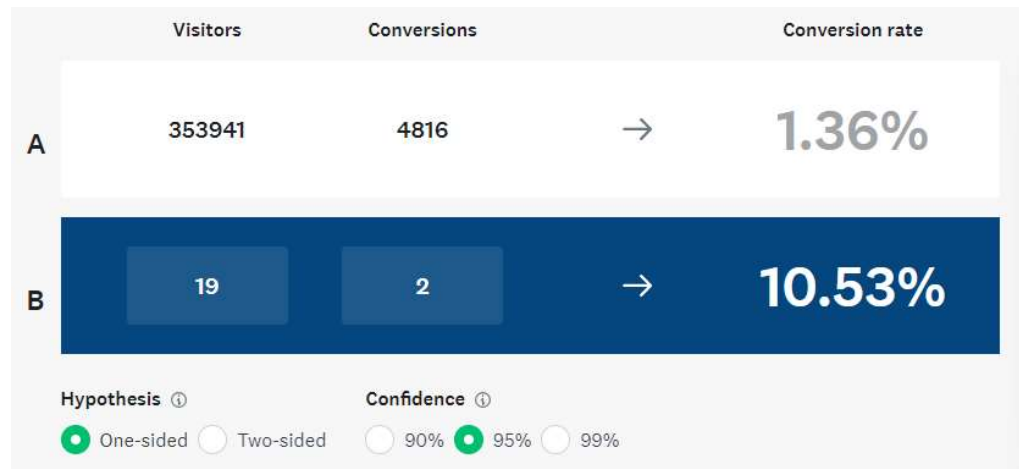 Visitors Conversions Conversion rate
A 353941 4816 → 1.36%
B 19 2 → 10.53%
Hypothesis ⓘ Confidence ⓘ
One-sided Two-sided 90% 95% 99%